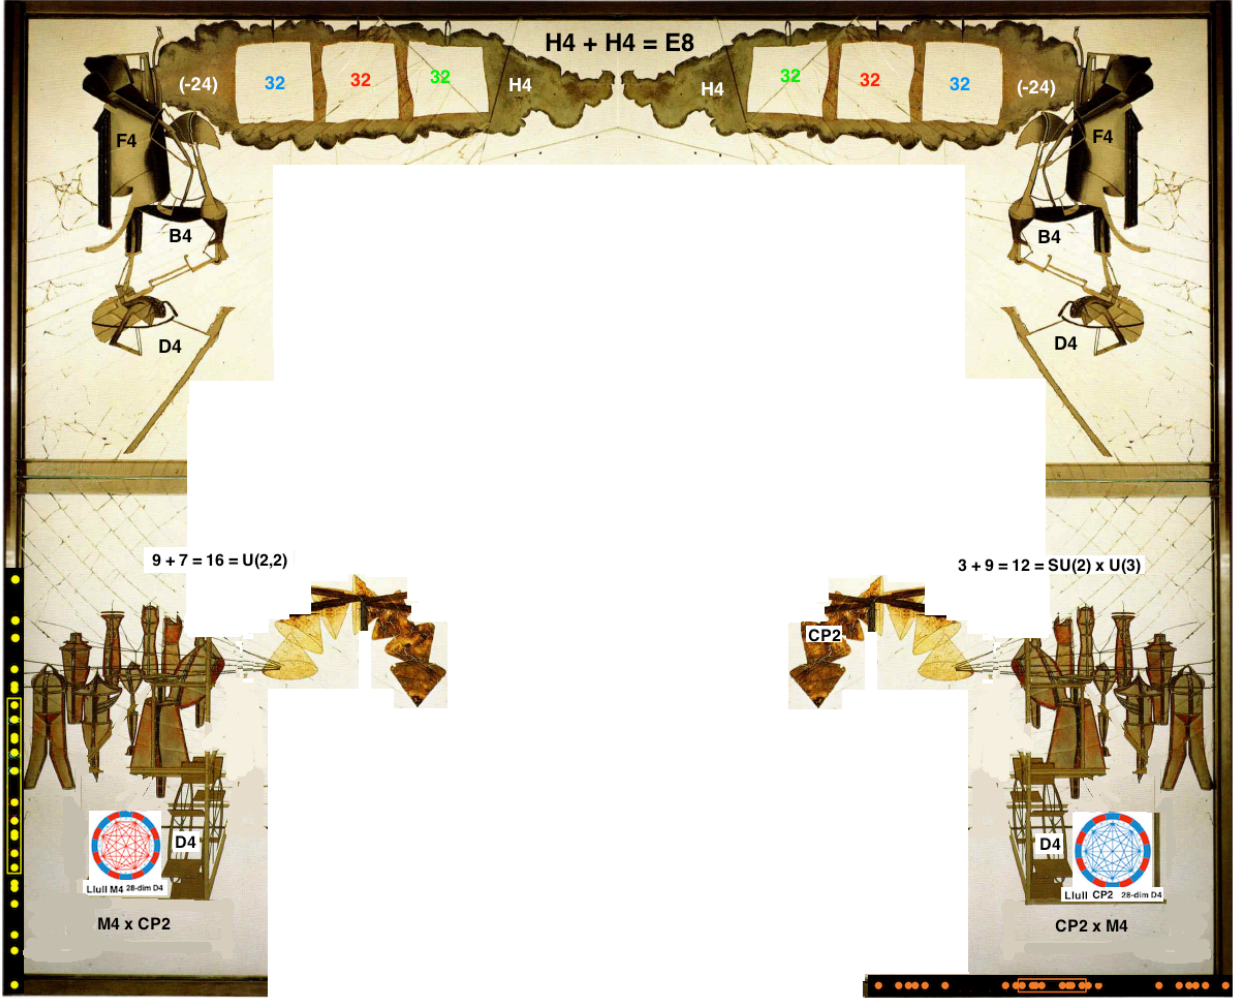 H4 + H4 = E8
(-24) 32 32 32 H4 H4 32 32 32 (-24)
F4 F4
B4 B4
D4 D4
9 + 7 = 16 = U(2,2) 3 + 9 = 12 = SU(2) x U(3)
CP2
D4 D4
Llull M4 28-dim D4 Llull CP2 28-dim D4
M4 x CP2 CP2 x M4